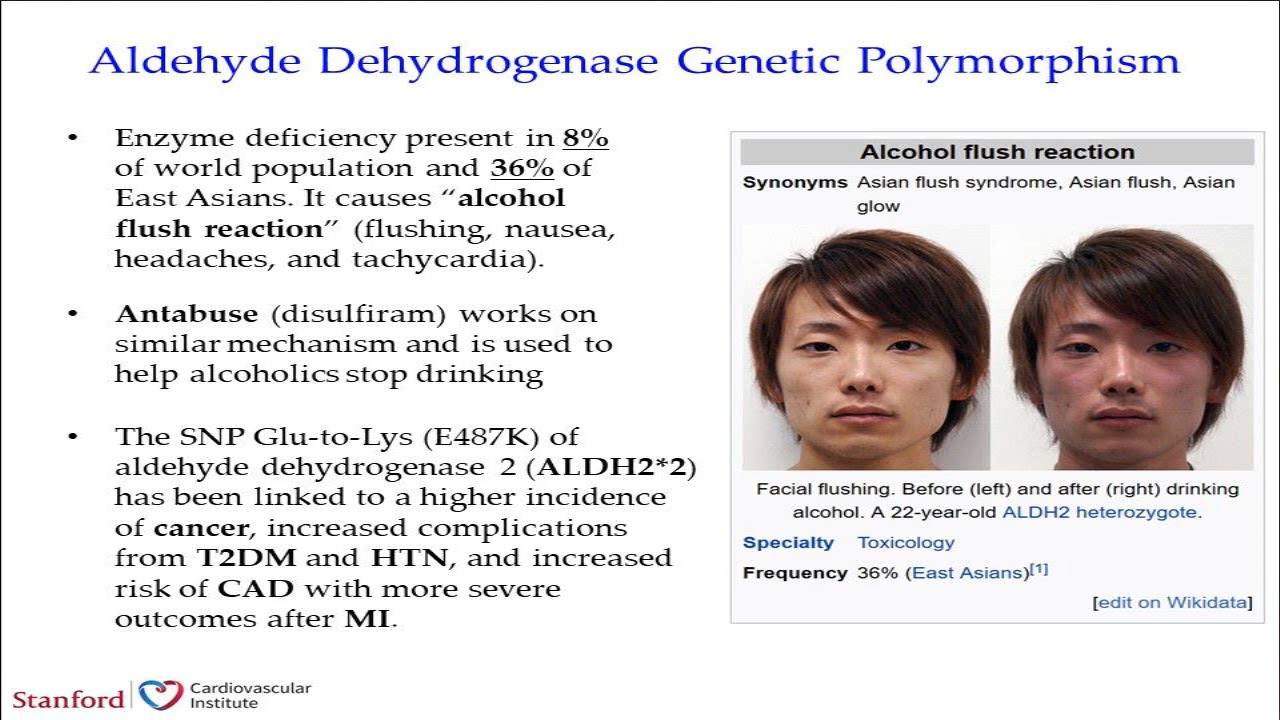 Aldehyde Dehydrogenase Genetic Polymorphism
• Enzyme deficiency present in 8%
of world population and 36% of
East Asians. It causes “alcohol
flush reaction” (flushing, nausea,
headaches, and tachycardia).
• Antabuse (disulfiram) works on
similar mechanism and is used to
help alcoholics stop drinking
• The SNP Glu-to-Lys (E487K) of
aldehyde dehydrogenase 2 (ALDH2*2)
has been linked to a higher incidence
of cancer, increased complications
from T2DM and HTN, and increased
risk of CAD with more severe
outcomes after MI.
Alcohol flush reaction
Synonyms Asian flush syndrome, Asian flush, Asian
glow
Facial flushing. Before (left) and after (right) drinking
alcohol. A 22-year-old ALDH2 heterozygote.
Specialty Toxicology
Frequency 36% (East Asians)[1]
[edit on Wikidata]
Stanford
Cardiovascular
Institute